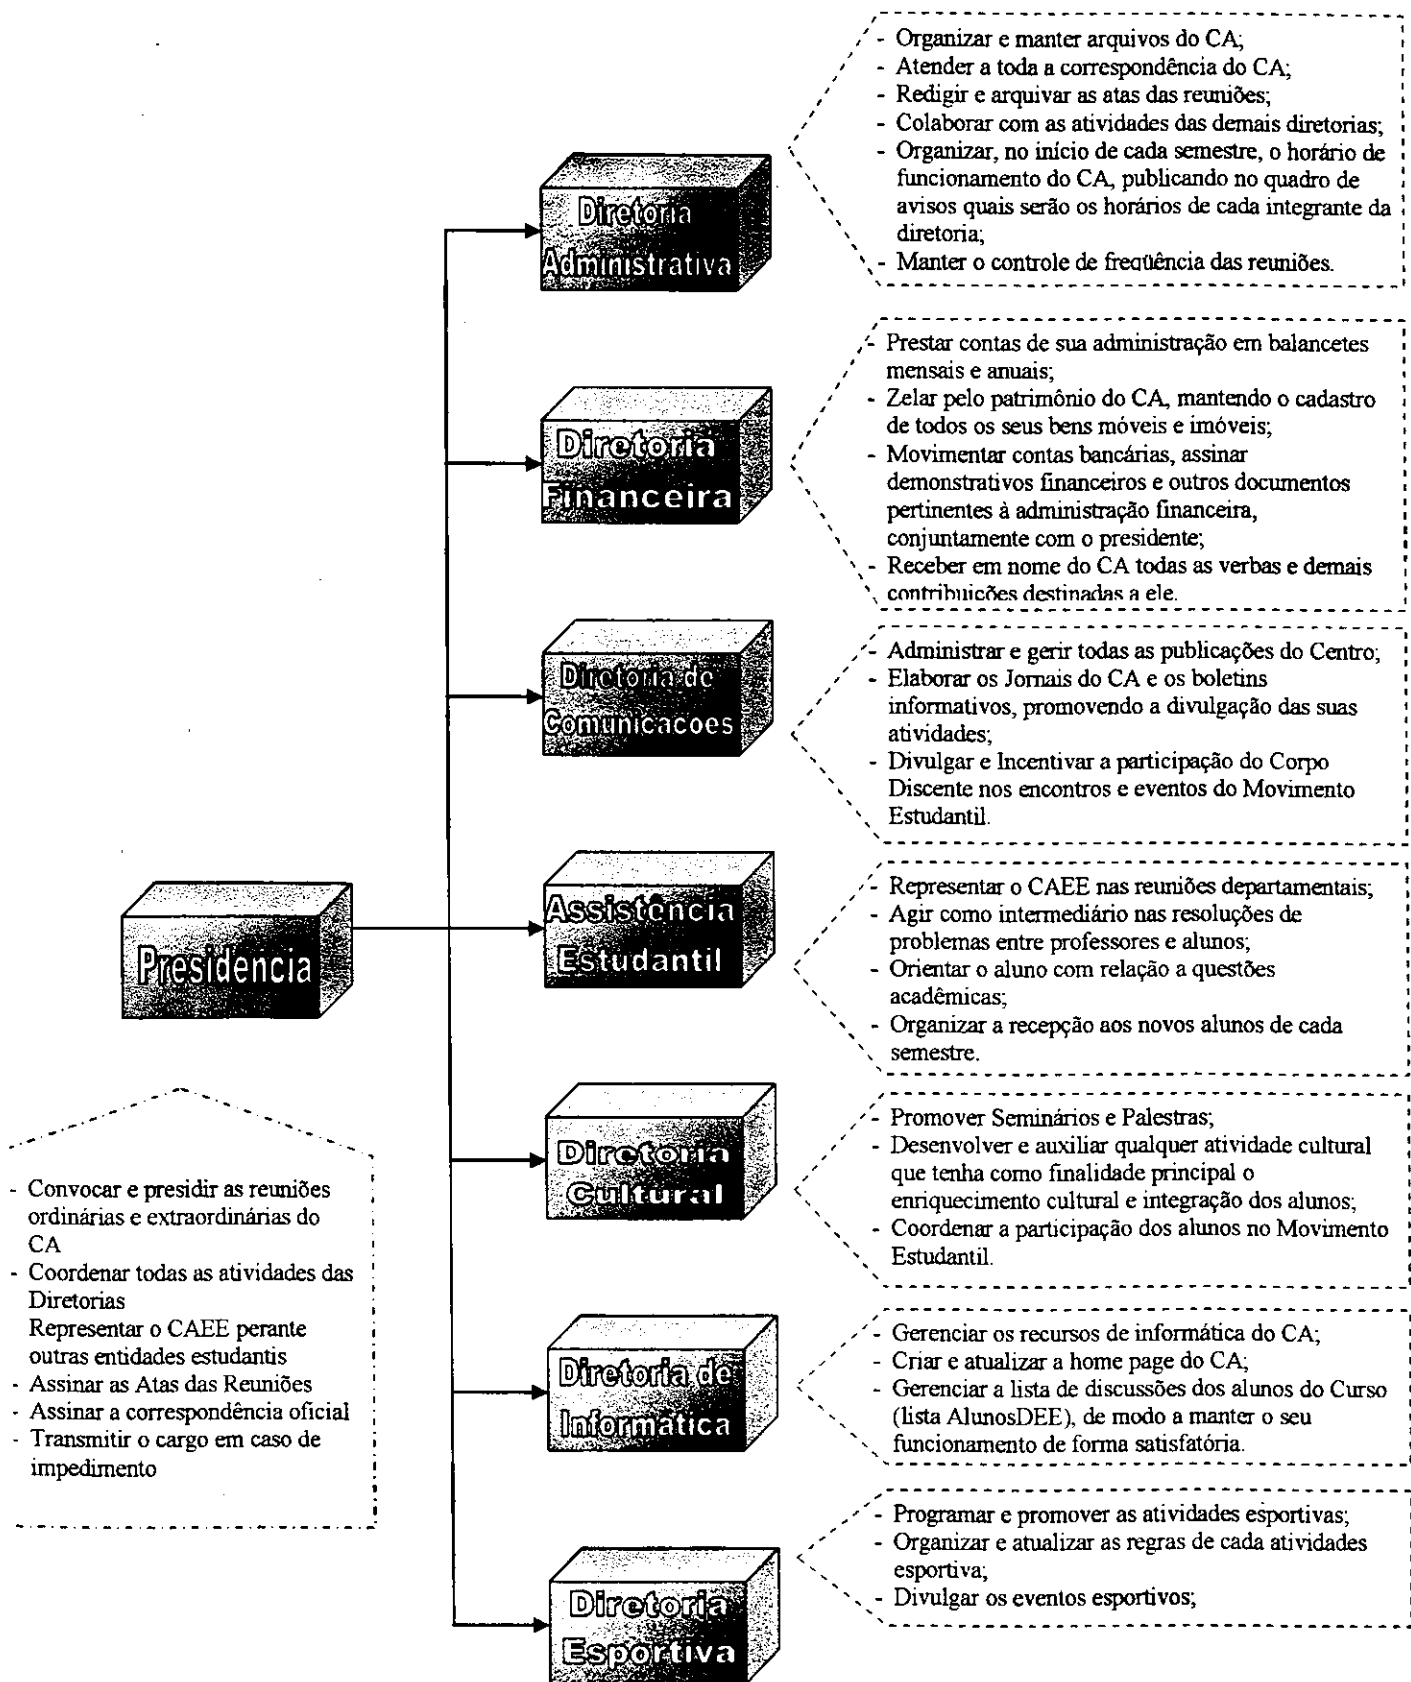 Presidência
- Convocar e presidir as reuniões
ordinárias e extraordinárias do
CA
- Coordenar todas as atividades das
Diretorias
Representar o CAEE perante
outras entidades estudantis
- Assinar as Atas das Reuniões
- Assinar a correspondência oficial
- Transmitir o cargo em caso de
impedimento
Diretoria
Administrativa
- Organizar e manter arquivos do CA;
- Atender a toda a correspondência do CA;
- Redigir e arquivar as atas das reuniões;
- Colaborar com as atividades das demais diretorias;
- Organizar, no início de cada semestre, o horário de
funcionamento do CA, publicando no quadro de
avisos quais serão os horários de cada integrante da
diretoria;
- Manter o controle de freqüência das reuniões.
Diretoria
Financeira
- Prestar contas de sua administração em balancetes
mensais e anuais;
- Zelar pelo patrimônio do CA, mantendo o cadastro
de todos os seus bens móveis e imóveis;
- Movimentar contas bancárias, assinar
demonstrativos financeiros e outros documentos
pertinentes à administração financeira,
conjuntamente com o presidente;
- Receber em nome do CA todas as verbas e demais
contribuições destinadas a ele.
Diretoria de
Comunicacoes
- Administrar e gerir todas as publicações do Centro;
- Elaborar os Jornais do CA e os boletins
informativos, promovendo a divulgação das suas
atividades;
- Divulgar e Incentivar a participação do Corpo
Discente nos encontros e eventos do Movimento
Estudantil.
Assistência
Estudantil
- Representar o CAEE nas reuniões departamentais;
- Agir como intermediário nas resoluções de
problemas entre professores e alunos;
- Orientar o aluno com relação a questões
acadêmicas;
- Organizar a recepção aos novos alunos de cada
semestre.
Diretoria
Cultural
- Promover Seminários e Palestras;
- Desenvolver e auxiliar qualquer atividade cultural
que tenha como finalidade principal o
enriquecimento cultural e integração dos alunos;
- Coordenar a participação dos alunos no Movimento
Estudantil.
Diretoria de
Informática
- Gerenciar os recursos de informática do CA;
- Criar e atualizar a home page do CA;
- Gerenciar a lista de discussões dos alunos do Curso
(lista AlunosDEE), de modo a manter o seu
funcionamento de forma satisfatória.
Diretoria
Esportiva
- Programar e promover as atividades esportivas;
- Organizar e atualizar as regras de cada atividades
esportiva;
- Divulgar os eventos esportivos;